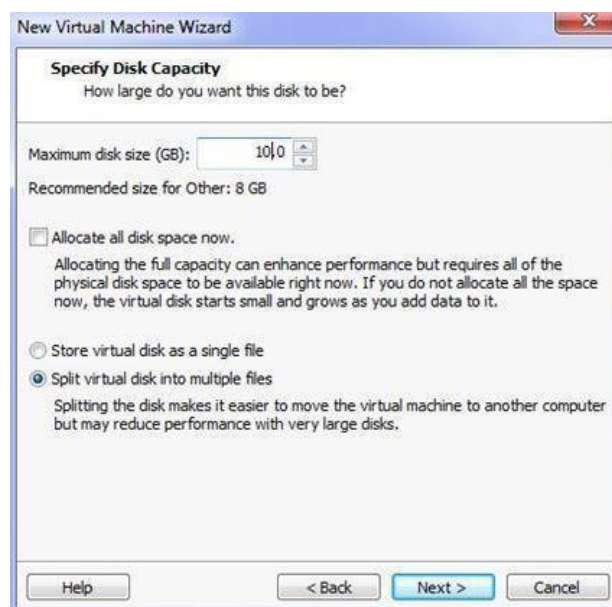 New Virtual Machine Wizard
Specify Disk Capacity
How large do you want this disk to be?
Maximum disk size (GB): 10.0
Recommended size for Other: 8 GB
Allocate all disk space now.
Allocating the full capacity can enhance performance but requires all of the
physical disk space to be available right now. If you do not allocate all the space
now, the virtual disk starts small and grows as you add data to it.
Store virtual disk as a single file
Split virtual disk into multiple files
Splitting the disk makes it easier to move the virtual machine to another computer
but may reduce performance with very large disks.
Help < Back Next > Cancel